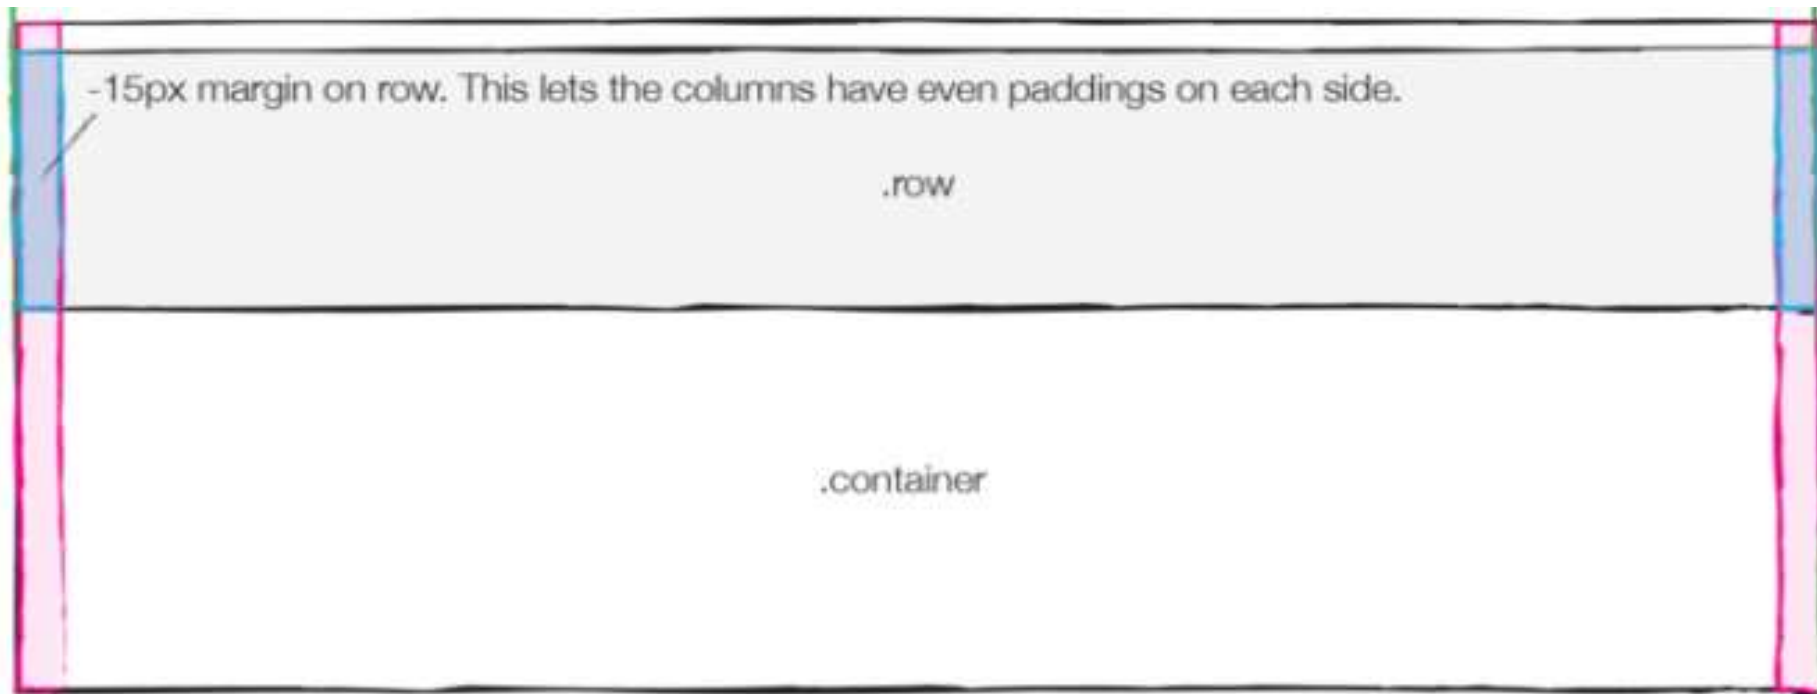 -15px margin on row. This lets the columns have even paddings on each side.
.row
.container